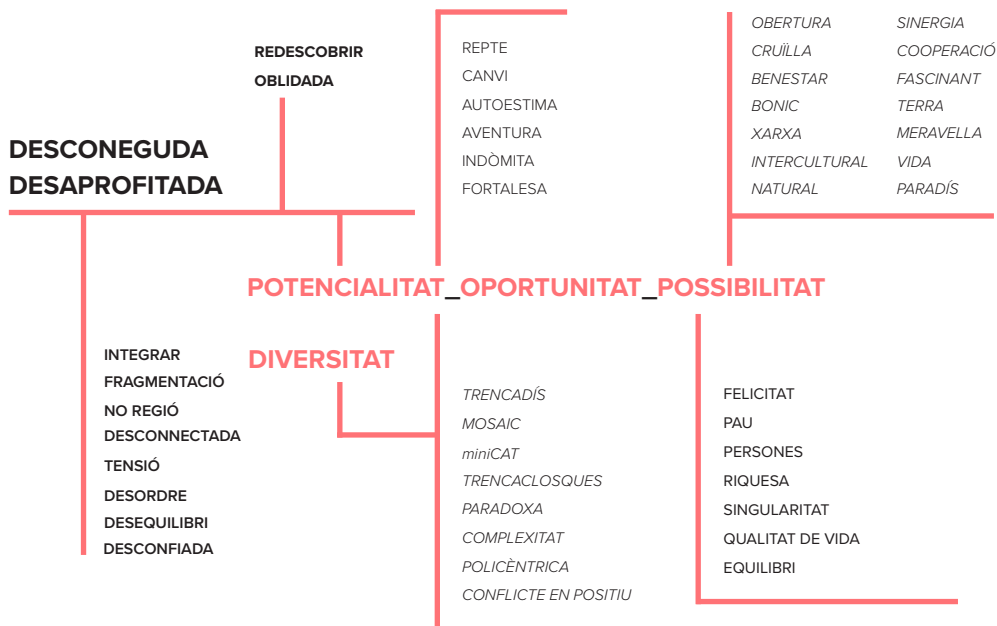 REDESCOBRIR
OBLIDADA
DESCONEGUDA
DESAPROFITADA
REPTE
CANVI
AUTOESTIMA
AVENTURA
INDÒMITA
FORTALESA
OBERTURA
CRUÏLLA
BENESTAR
BONIC
XARXA
INTERCULTURAL
NATURAL
SINERGIA
COOPERACIÓ
FASCINANT
TERRA
MERAVELLA
VIDA
PARADÍS
POTENCIALITAT_OPORTUNITAT_POSSIBILITAT
DIVERSITAT
INTEGRAR
FRAGMENTACIÓ
NO REGIÓ
DESCONNECTADA
TENSIÓ
DESORDRE
DESEQUILIBRI
DESCONFIADA
TRENCADÍS
MOSAIC
miniCAT
TRENCACLOSQUES
PARADOXA
COMPLEXITAT
POLICÈNTRICA
CONFLICTE EN POSITIU
FELICITAT
PAU
PERSONES
RIQUESA
SINGULARITAT
QUALITAT DE VIDA
EQUILIBRI